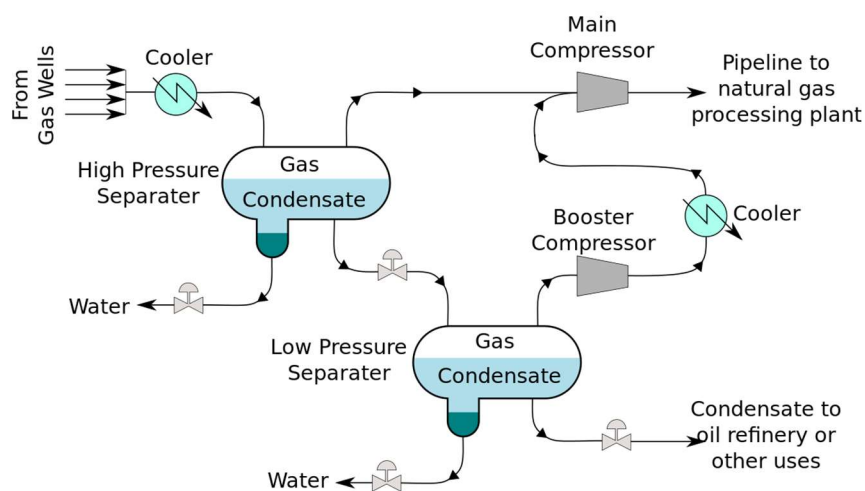 From
Gas Wells
Cooler
Main
Compressor
Pipeline to
natural gas
processing plant
High Pressure
Separater
Gas
Condensate
Booster
Compressor
Cooler
Water
Low Pressure
Separater
Gas
Condensate
Condensate to
oil refinery or
other uses
Water